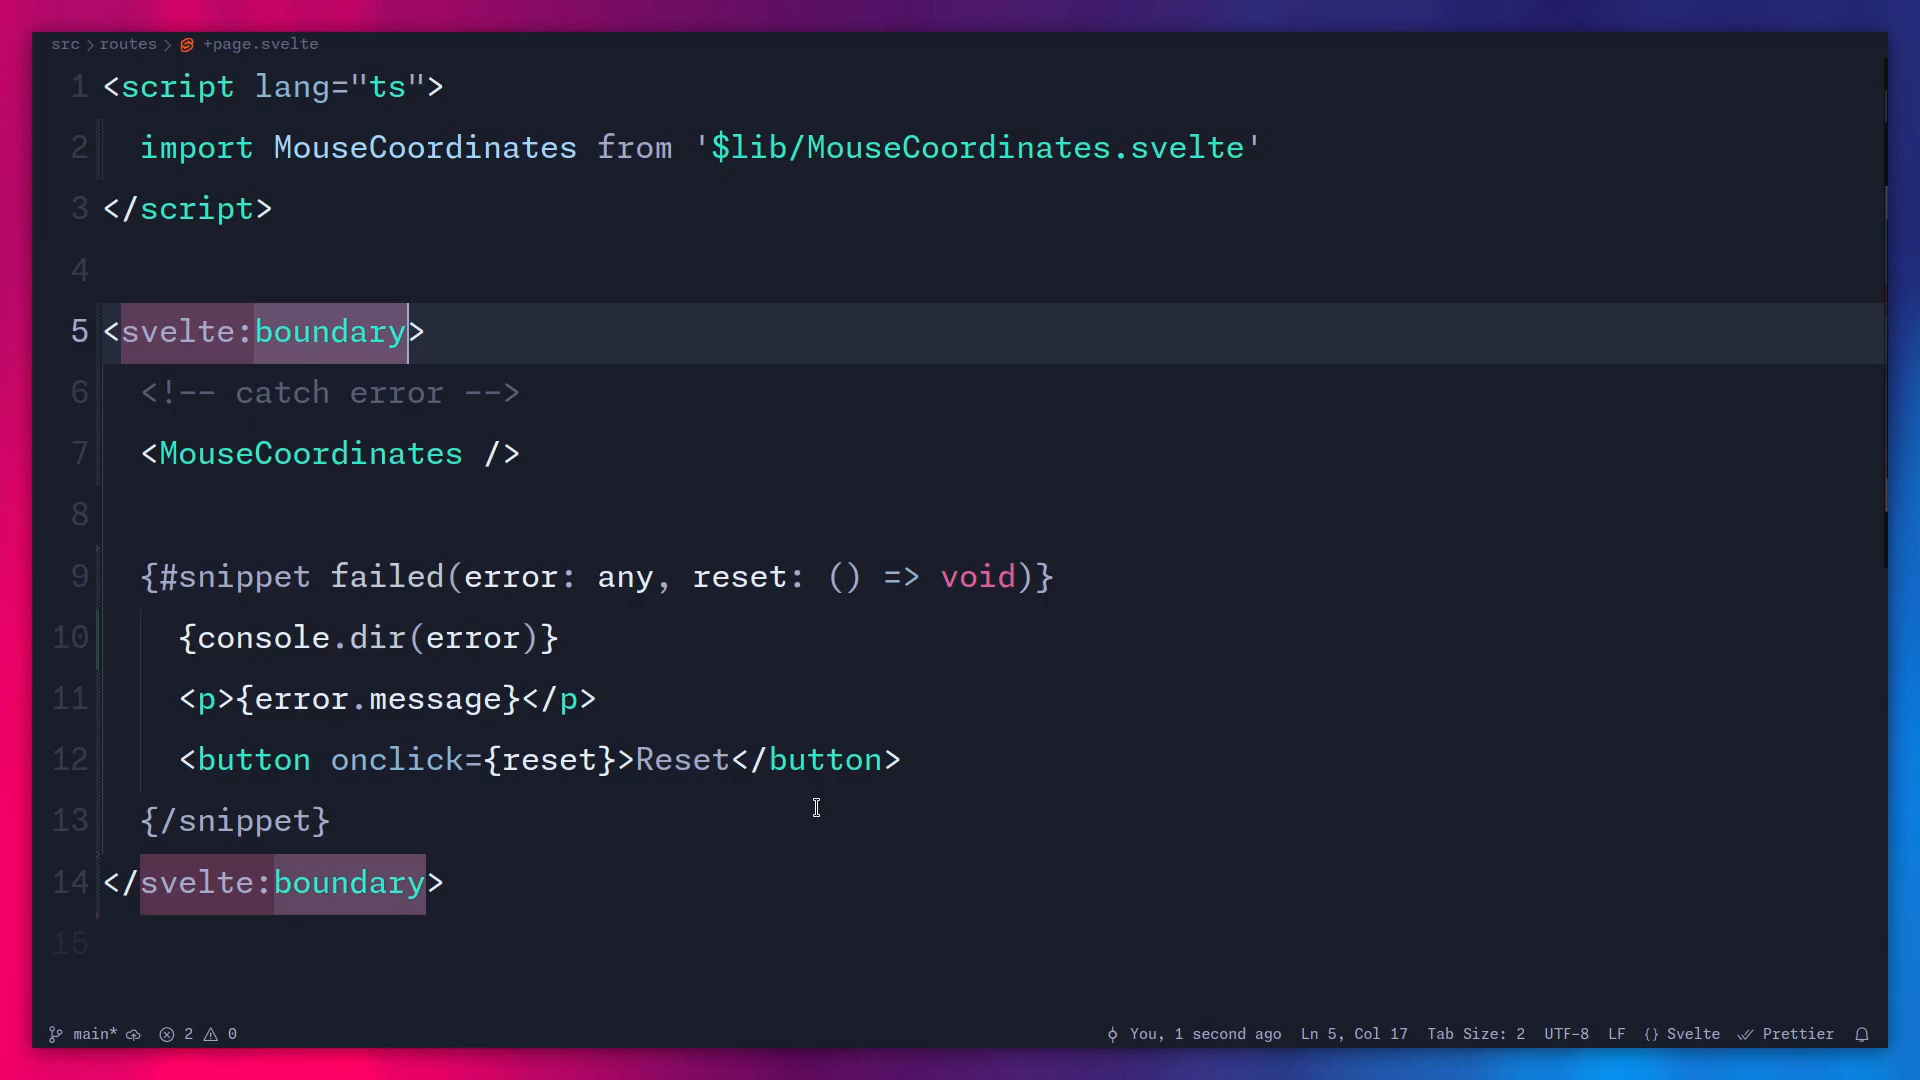 src > routes > +page.svelte
1 <script lang="ts">
2   import MouseCoordinates from '$lib/MouseCoordinates.svelte'
3 </script>
4
5 <svelte:boundary>
6   <!-- catch error -->
7   <MouseCoordinates />
8
9   {#snippet failed(error: any, reset: () => void)}
10     {console.dir(error)}
11     <p>{error.message}</p>
12     <button onclick={reset}>Reset</button>
13   {/snippet}
14 </svelte:boundary>
15
main* 2 0 You, 1 second ago Ln 5, Col 17 Tab Size: 2 UTF-8 LF {} Svelte Prettier